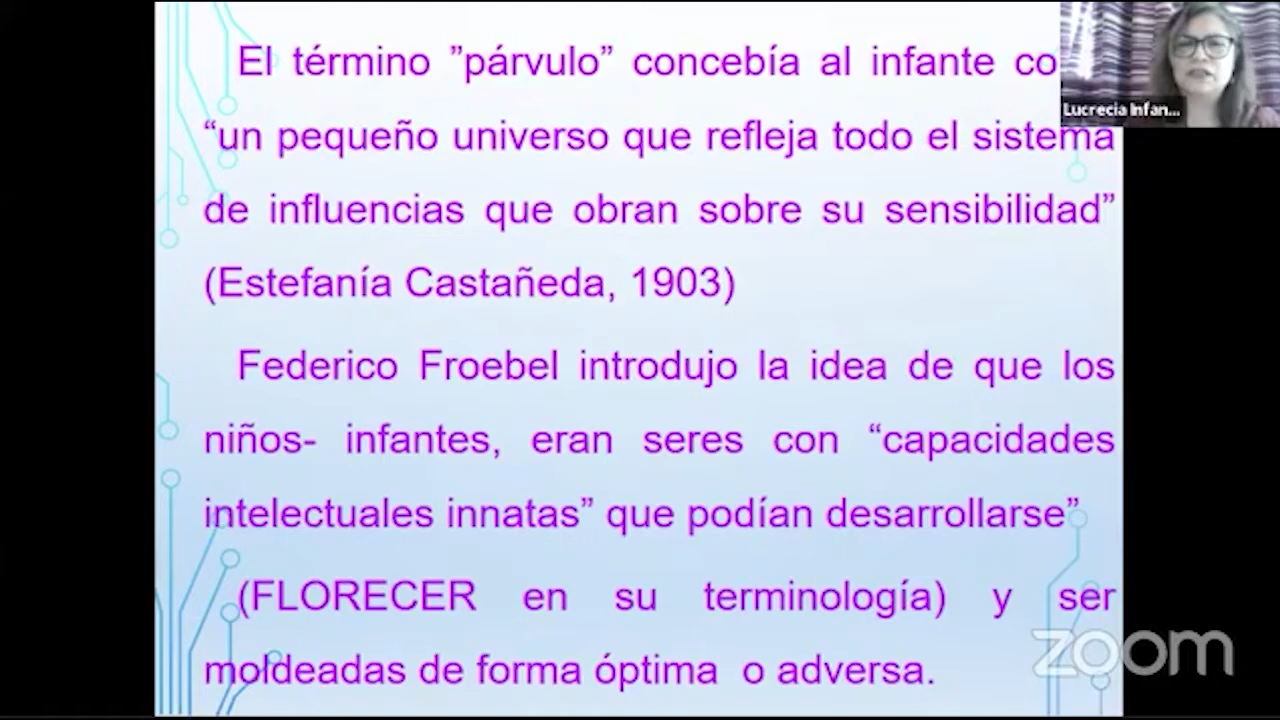 El término ”párvulo” concebía al infante co
“un pequeño universo que refleja todo el sistema
de influencias que obran sobre su sensibilidad”
(Estefanía Castañeda, 1903)
Federico Froebel introdujo la idea de que los
niños- infantes, eran seres con “capacidades
intelectuales innatas” que podían desarrollarse”
(FLORECER en su terminología) y ser
moldeadas de forma óptima o adversa.
Lucrecia Infan...
zoom